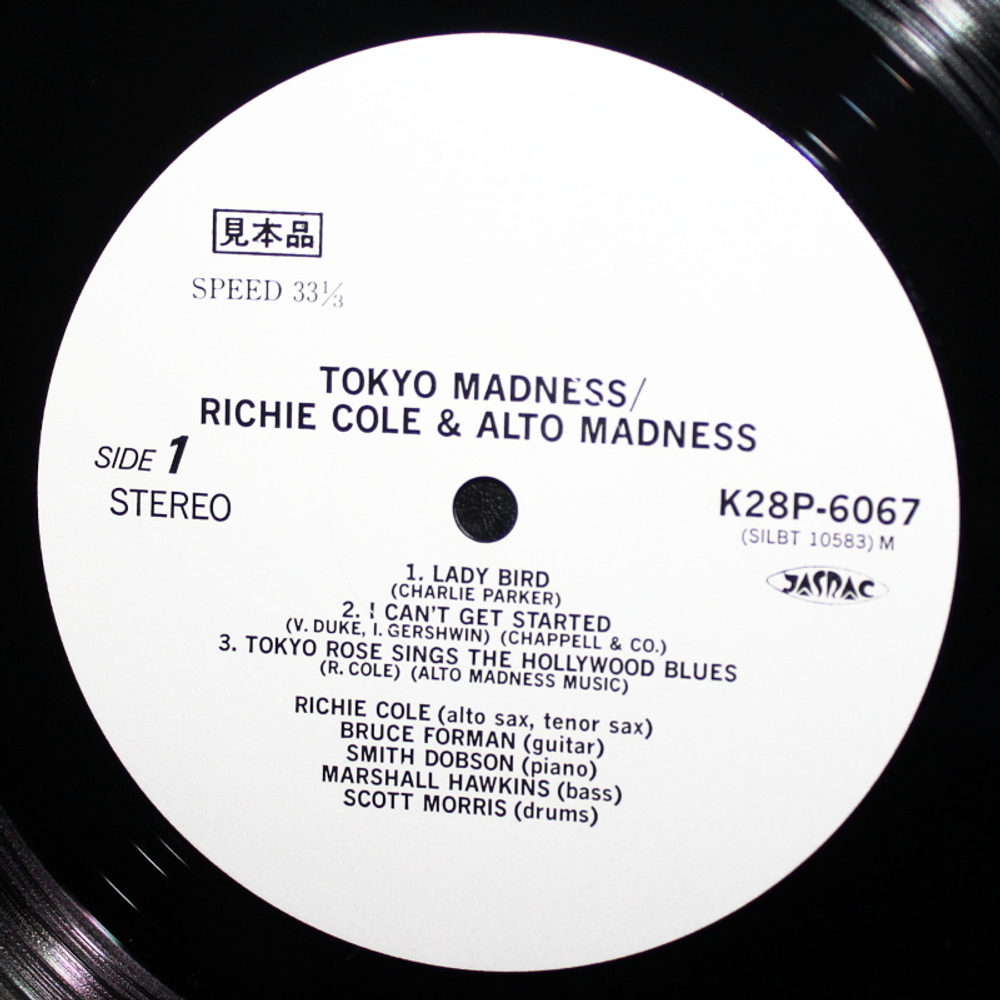 見本品
SPEED 33⅓
TOKYO MADNESS/
RICHIE COLE & ALTO MADNESS
SIDE 1
STEREO
K28P-6067
(SILBT 10583) M
JASRAC
1. LADY BIRD
(CHARLIE PARKER)
2. I CAN'T GET STARTED
(V. DUKE, I. GERSHWIN) (CHAPPELL & CO.)
3. TOKYO ROSE SINGS THE HOLLYWOOD BLUES
(R. COLE) (ALTO MADNESS MUSIC)
RICHIE COLE (alto sax, tenor sax)
BRUCE FORMAN (guitar)
SMITH DOBSON (piano)
MARSHALL HAWKINS (bass)
SCOTT MORRIS (drums)